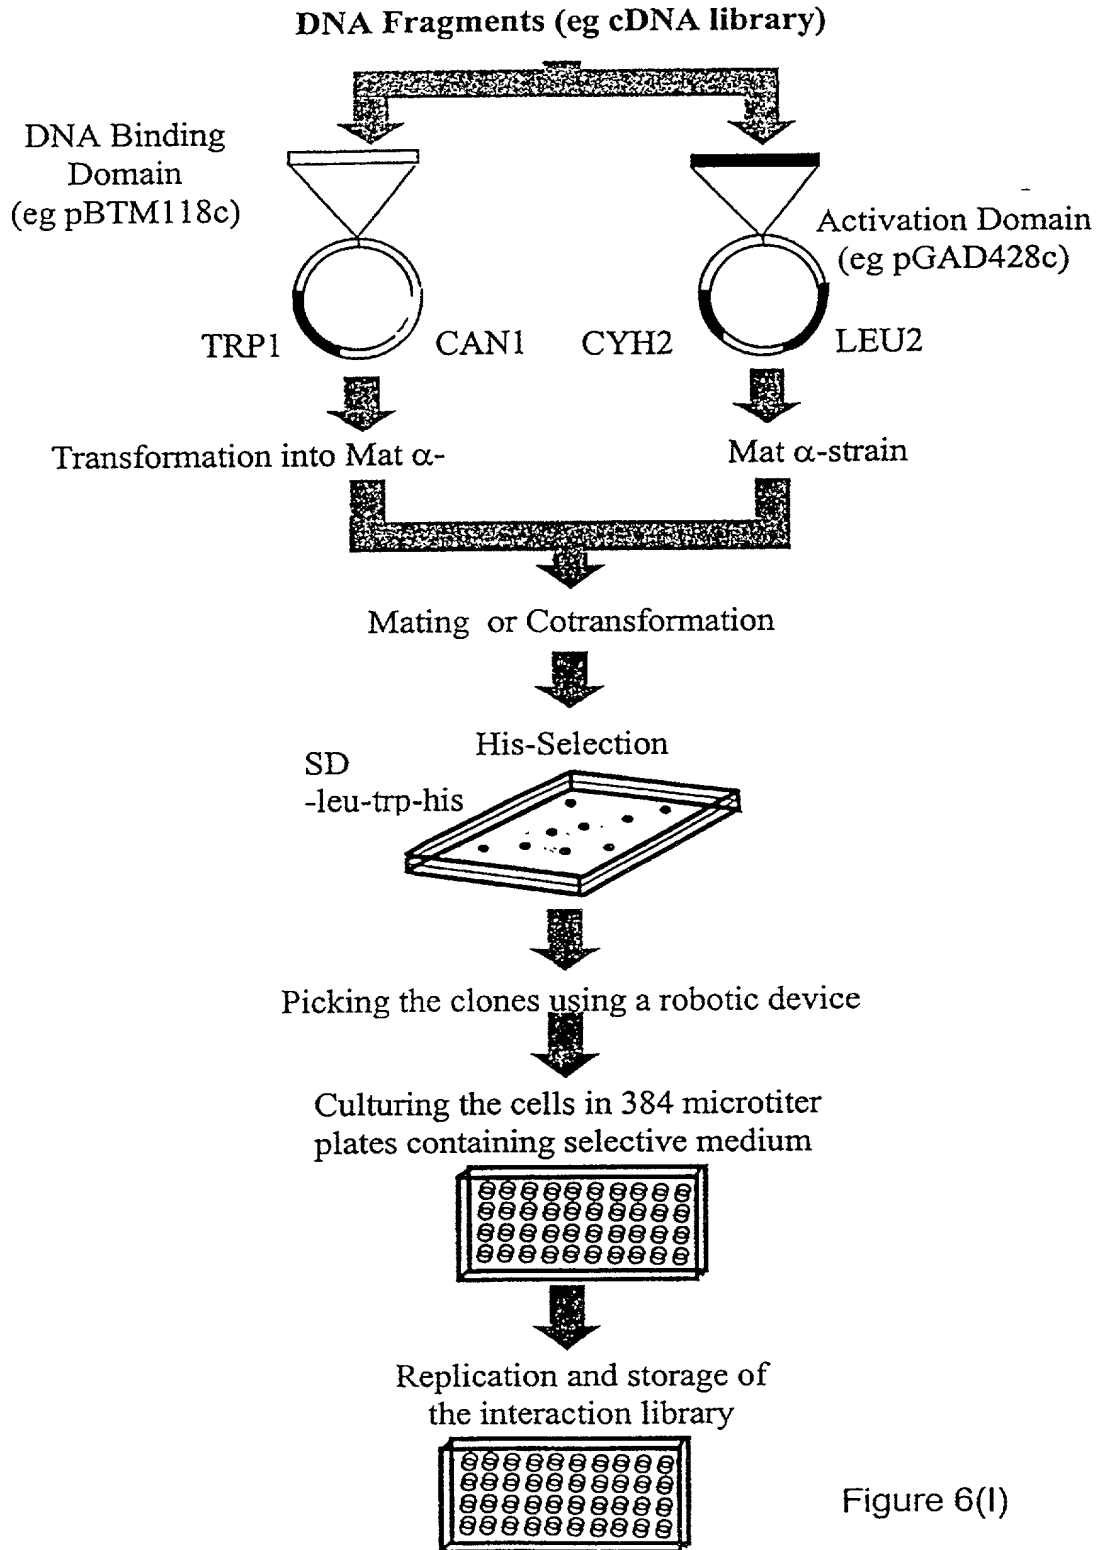 DNA Fragments (eg cDNA library)
DNA Binding
Domain
(eg pBTM118c)
Activation Domain
(eg pGAD428c)
TRP1
CAN1
CYH2
LEU2
Transformation into Mat α-
Mat α-strain
Mating or Cotransformation
His-Selection
SD
-leu-trp-his
Picking the clones using a robotic device
Culturing the cells in 384 microtiter
plates containing selective medium
Replication and storage of
the interaction library
Figure 6(I)